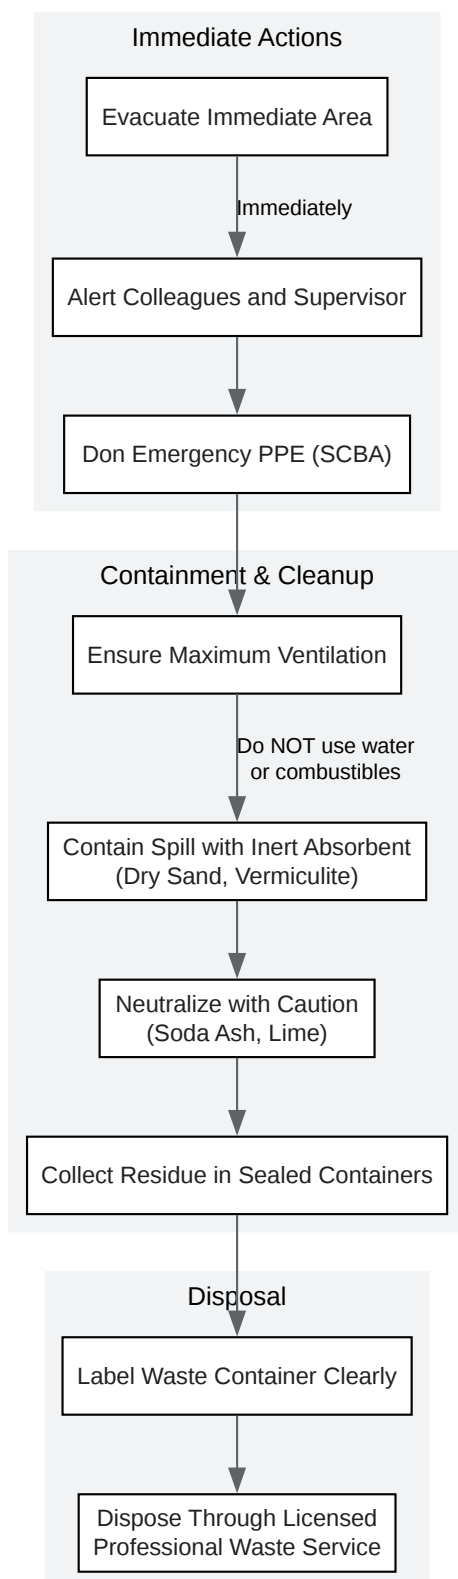 Immediate Actions
Evacuate Immediate Area
Immediately
Alert Colleagues and Supervisor
Don Emergency PPE (SCBA)
Containment & Cleanup
Ensure Maximum Ventilation
Do NOT use water
or combustibles
Contain Spill with Inert Absorbent
(Dry Sand, Vermiculite)
Neutralize with Caution
(Soda Ash, Lime)
Collect Residue in Sealed Containers
Disposal
Label Waste Container Clearly
Dispose Through Licensed
Professional Waste Service